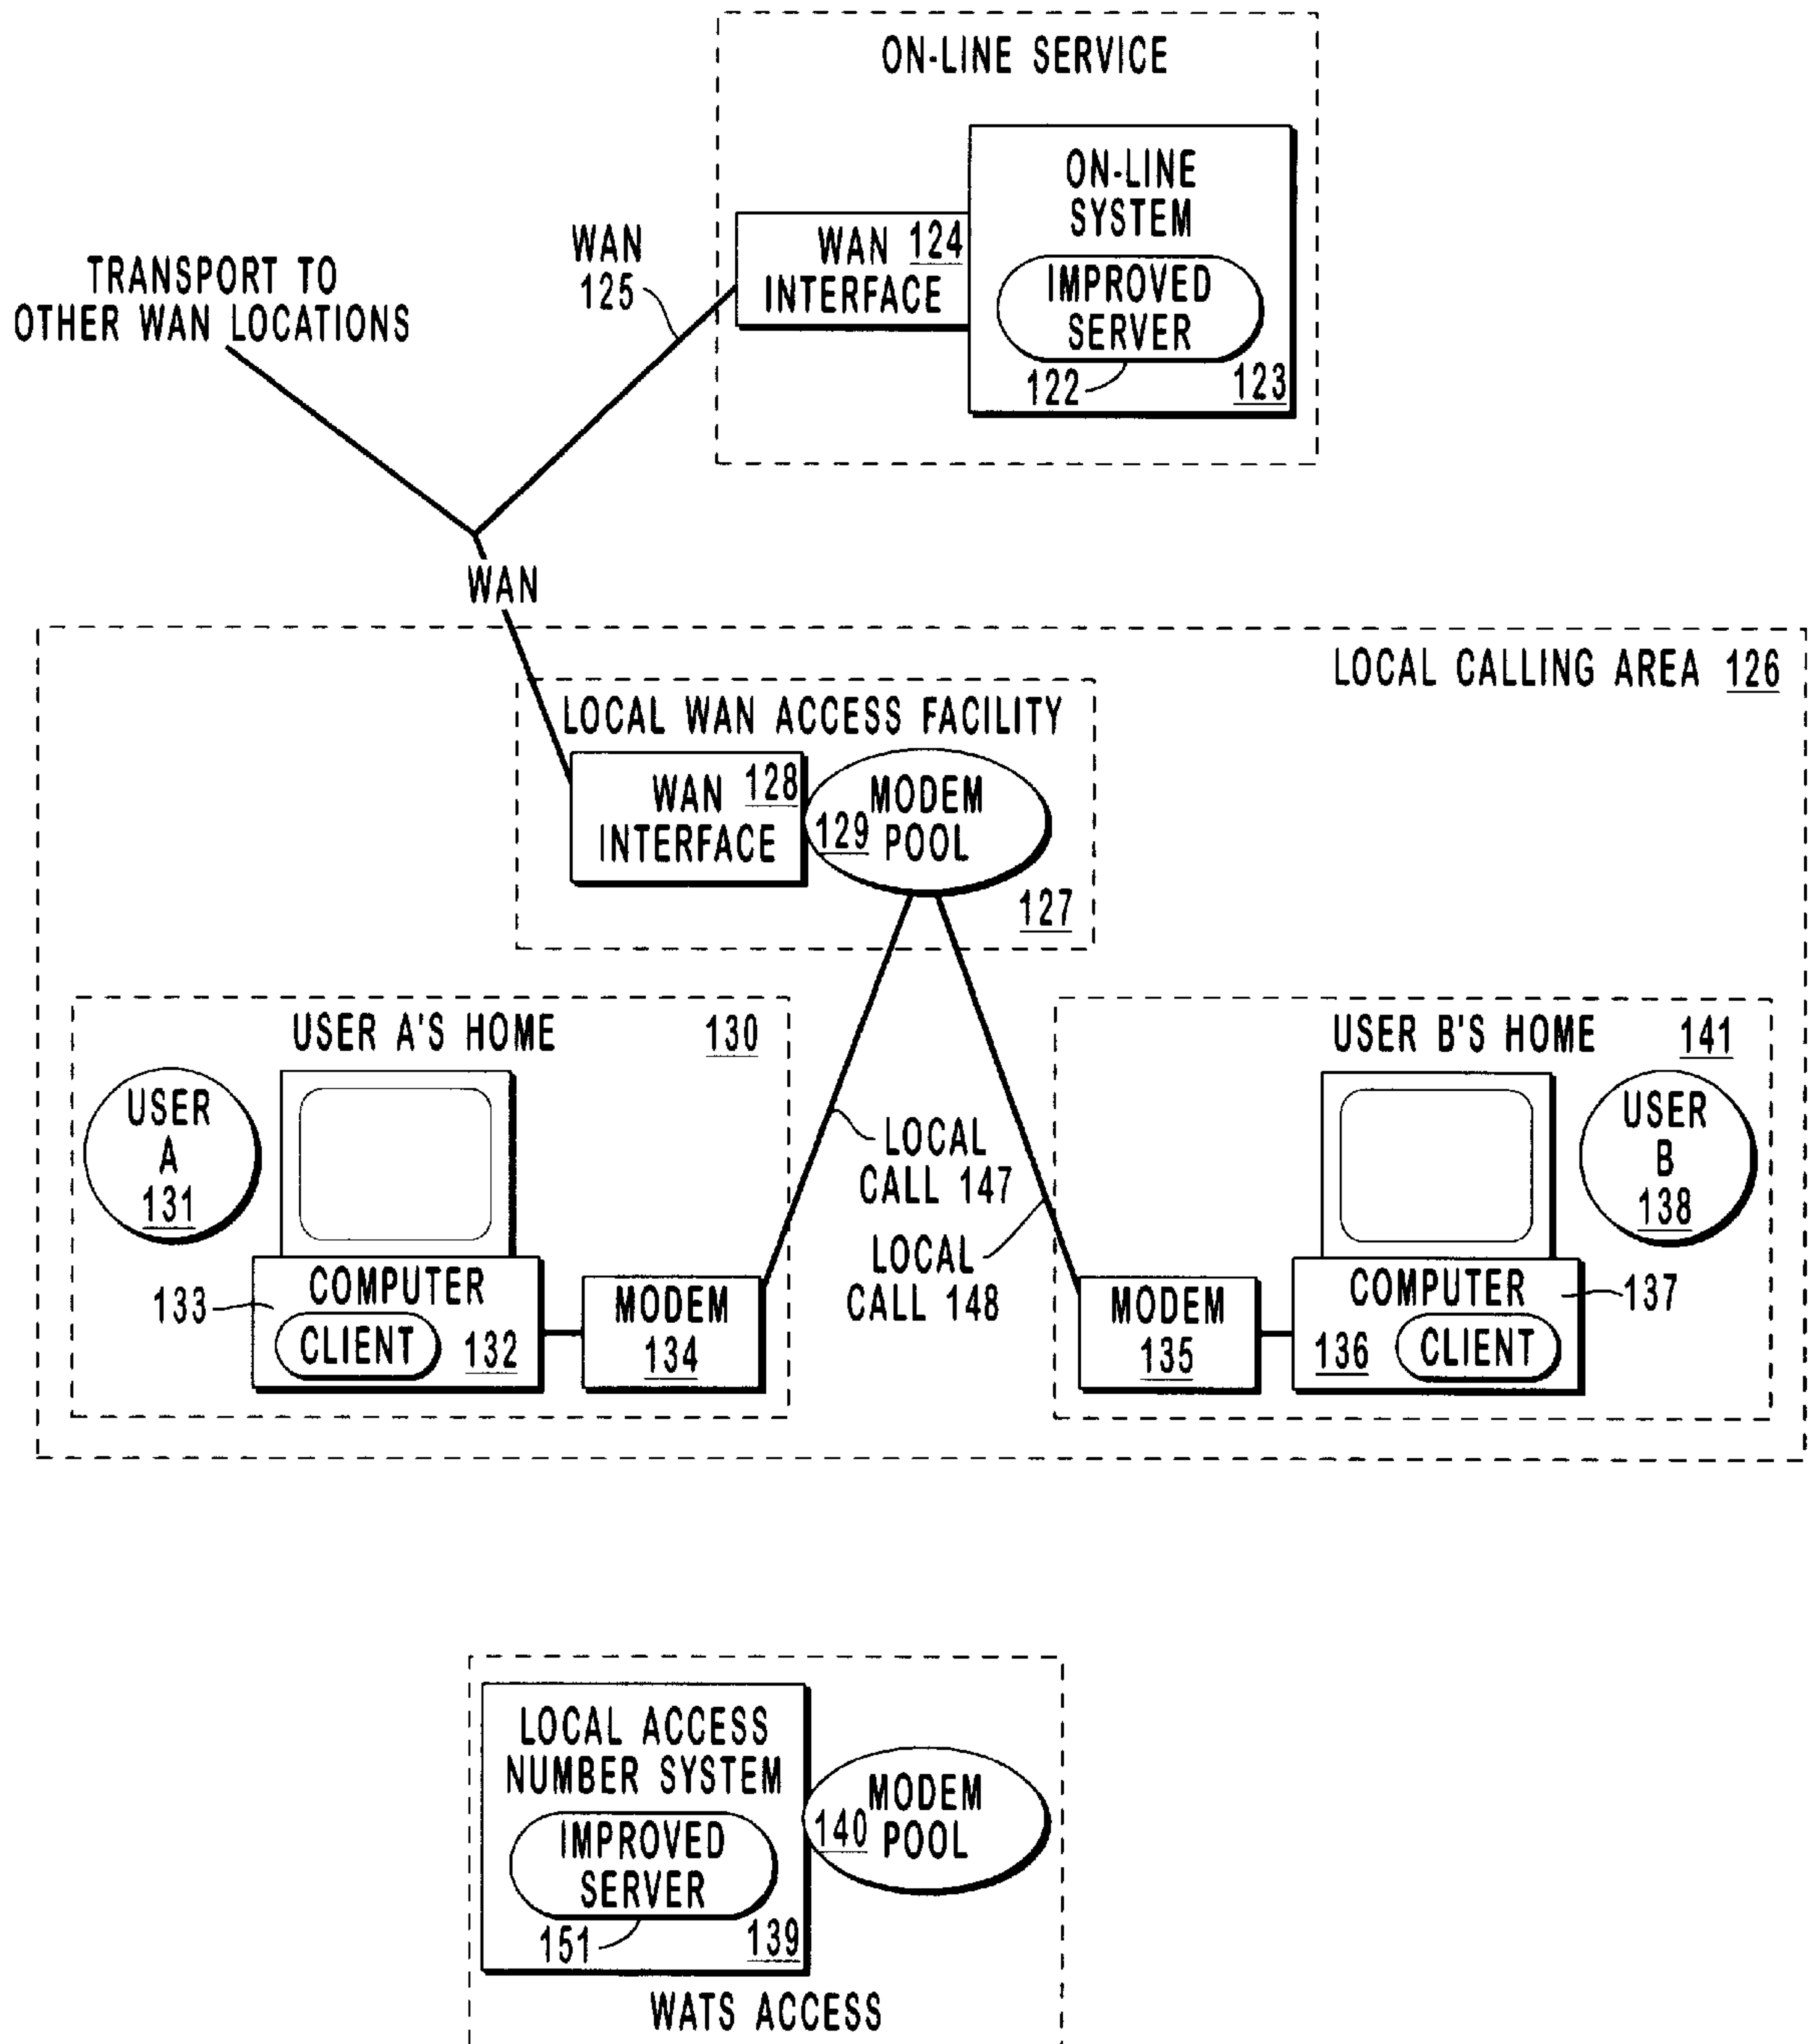 ON-LINE SERVICE
ON-LINE
SYSTEM
WAN 124
INTERFACE
IMPROVED
SERVER
122
123
WAN
125
TRANSPORT TO
OTHER WAN LOCATIONS
WAN
LOCAL CALLING AREA 126
LOCAL WAN ACCESS FACILITY
WAN 128
INTERFACE
MODEM
129 POOL
127
USER A'S HOME 130
USER B'S HOME 141
USER
A
131
USER
B
138
LOCAL
CALL 147
LOCAL
CALL 148
133
COMPUTER
CLIENT 132
MODEM
134
MODEM
135
COMPUTER
137
136 CLIENT
LOCAL ACCESS
NUMBER SYSTEM
MODEM
140 POOL
IMPROVED
SERVER
151
139
WATS ACCESS